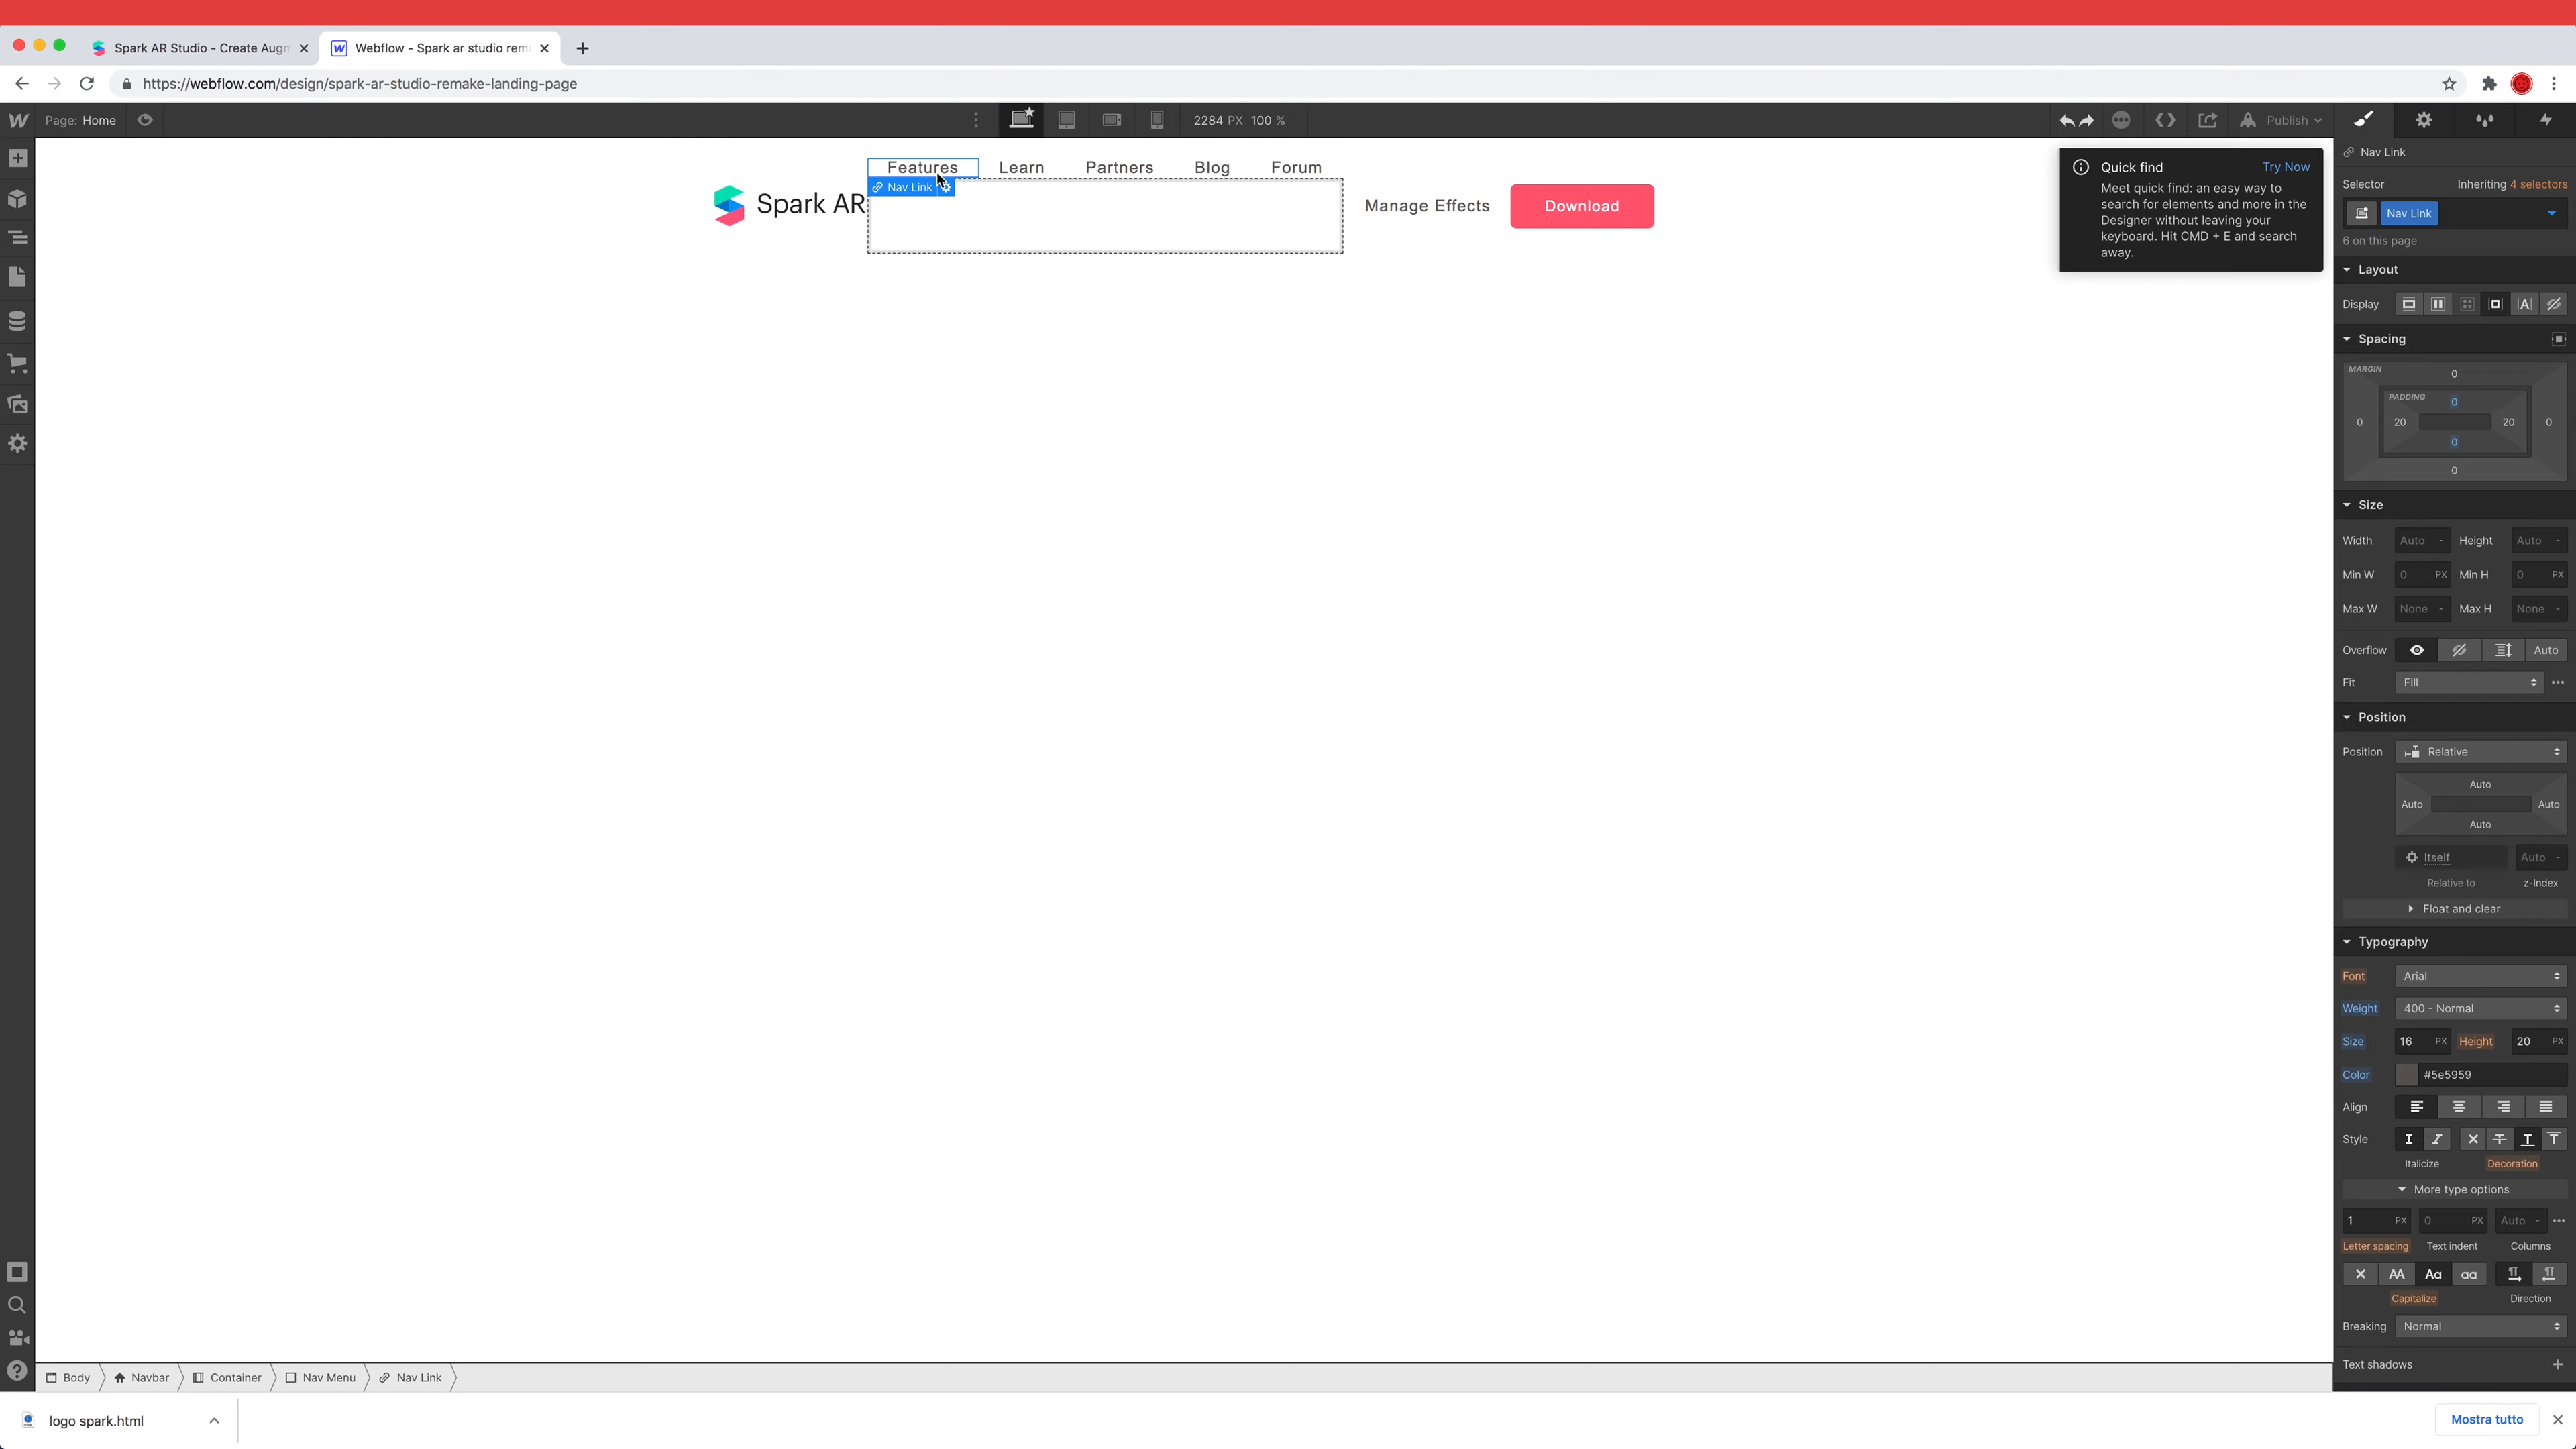 Spark AR Studio - Create Augm
Webflow - Spark ar studio rem
https://webflow.com/design/spark-ar-studio-remake-landing-page
Page: Home
2284 PX 100 %
Publish
Features Learn Partners Blog Forum
Nav Link
Spark AR
Manage Effects
Download
Quick find Try Now
Meet quick find: an easy way to
search for elements and more in the
Designer without leaving your
keyboard. Hit CMD + E and search
away.
Nav Link
Selector Inheriting 4 selectors
Nav Link
6 on this page
Layout
Display
Spacing
MARGIN
0
PADDING
0
0 20 20 0
0
0
Size
Width Auto - Height Auto -
Min W 0 PX Min H 0 PX
Max W None - Max H None -
Overflow Auto
Fit Fill
Position
Position Relative
Auto
Auto Auto
Auto
Itself Auto -
Relative to z-Index
Float and clear
Typography
Font Arial
Weight 400 - Normal
Size 16 PX Height 20 PX
Color #5e5959
Align
Style
Italicize Decoration
More type options
1 PX 0 PX Auto -
Letter spacing Text indent Columns
AA Aa aa
Capitalize Direction
Breaking Normal
Text shadows
Body Navbar Container Nav Menu Nav Link
logo spark.html
Mostra tutto